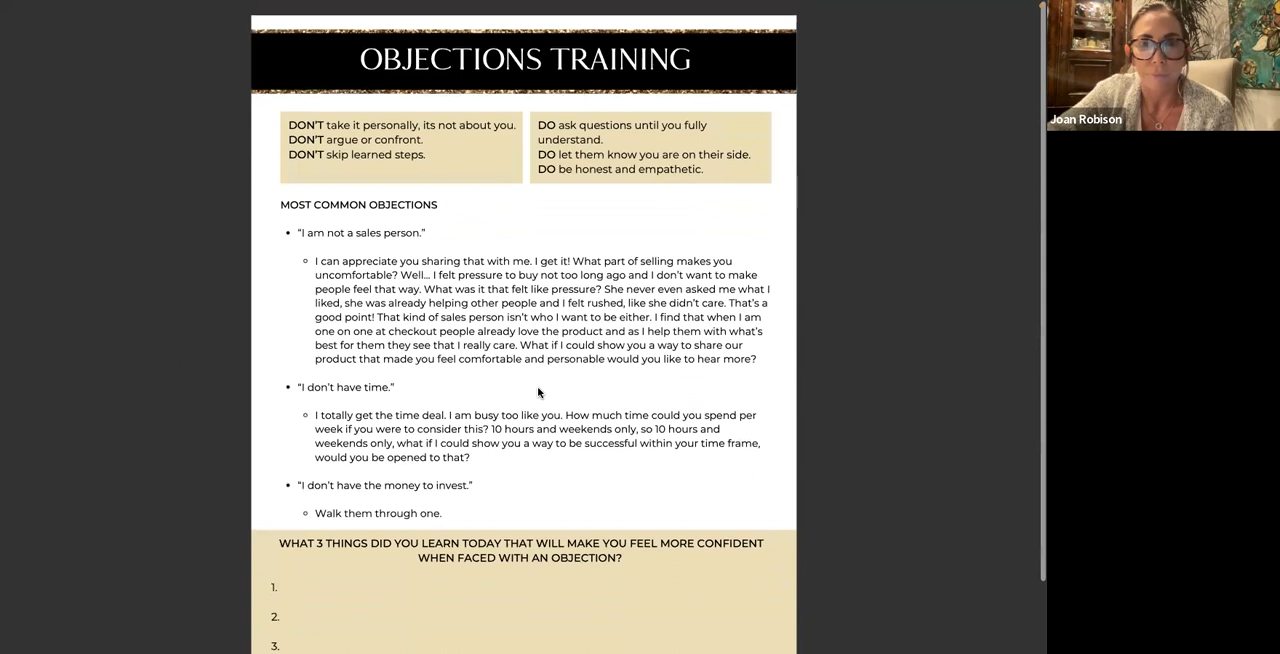 OBJECTIONS TRAINING
DON'T take it personally, its not about you.
DON'T argue or confront.
DON'T skip learned steps.
DO ask questions until you fully
understand.
DO let them know you are on their side.
DO be honest and empathetic.
Joan Robison
MOST COMMON OBJECTIONS
• "I am not a sales person."
○ I can appreciate you sharing that with me. I get it! What part of selling makes you
uncomfortable? Well... I felt pressure to buy not too long ago and I don't want to make
people feel that way. What was it that felt like pressure? She never even asked me what I
liked, she was already helping other people and I felt rushed, like she didn't care. That's a
good point! That kind of sales person isn't who I want to be either. I find that when I am
one on one at checkout people already love the product and as I help them with what's
best for them they see that I really care. What if I could show you a way to share our
product that made you feel comfortable and personable would you like to hear more?
• "I don't have time."
○ I totally get the time deal. I am busy too like you. How much time could you spend per
week if you were to consider this? 10 hours and weekends only, so 10 hours and
weekends only, what if I could show you a way to be successful within your time frame,
would you be opened to that?
• "I don't have the money to invest."
○ Walk them through one.
WHAT 3 THINGS DID YOU LEARN TODAY THAT WILL MAKE YOU FEEL MORE CONFIDENT
WHEN FACED WITH AN OBJECTION?
1.
2.
3.